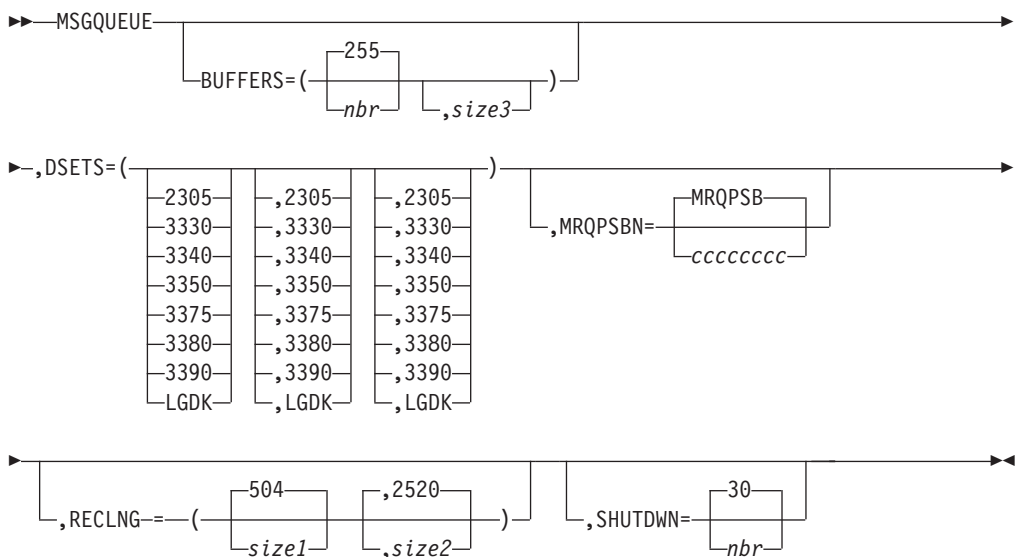 MSGQUEUE
255
BUFFERS=( )
nbr ,size3
,DSETS=( )
2305 ,2305 ,2305 MRQPSB
3330 ,3330 ,3330 ,MRQPSBN=
3340 ,3340 ,3340 cccccccc
3350 ,3350 ,3350
3375 ,3375 ,3375
3380 ,3380 ,3380
3390 ,3390 ,3390
LGDK ,LGDK ,LGDK
504 ,2520 30
,RECLNG = ( ) ,SHUTDWN=
size1 ,size2 nbr